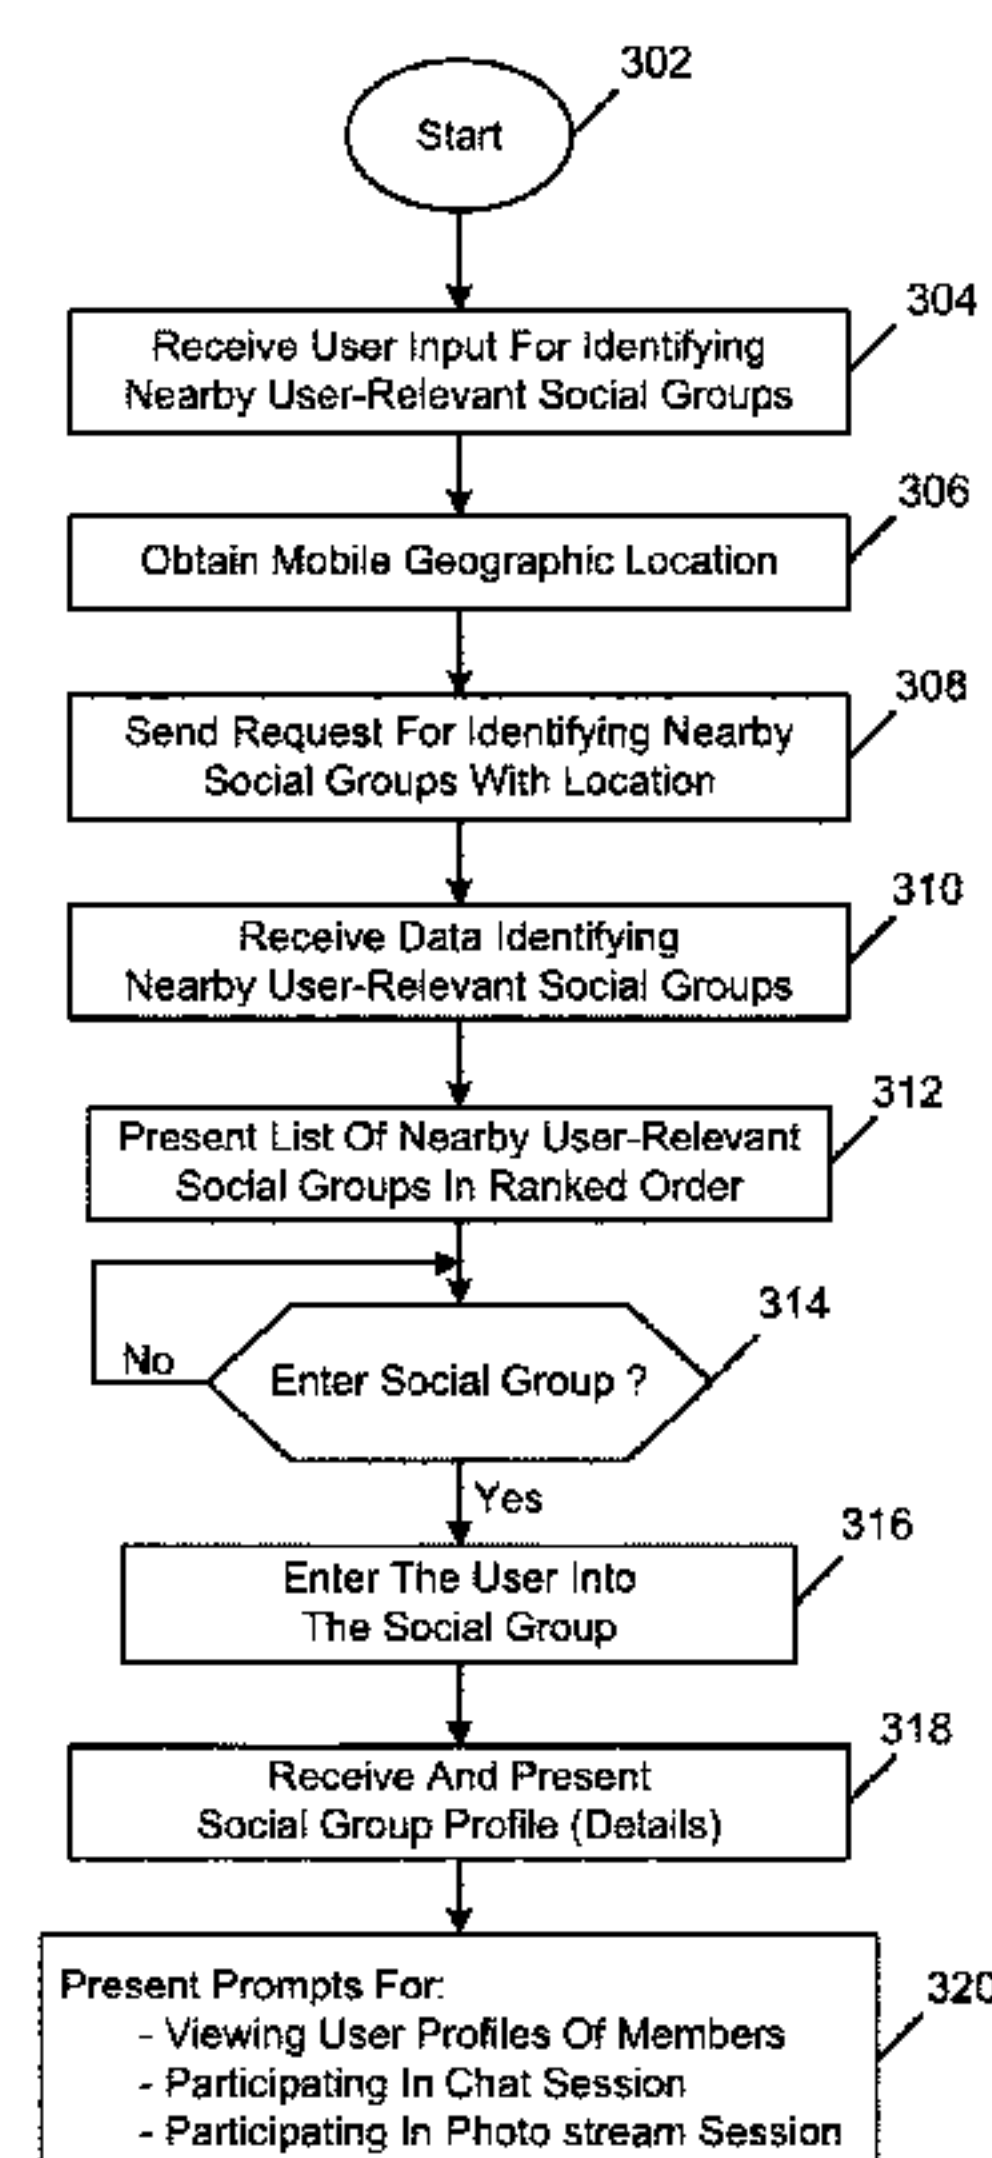 302
Start
304
Receive User Input For Identifying
Nearby User-Relevant Social Groups
306
Obtain Mobile Geographic Location
308
Send Request For Identifying Nearby
Social Groups With Location
310
Receive Data Identifying
Nearby User-Relevant Social Groups
312
Present List Of Nearby User-Relevant
Social Groups In Ranked Order
314
No
Enter Social Group ?
Yes
316
Enter The User Into
The Social Group
318
Receive And Present
Social Group Profile (Details)
320
Present Prompts For:
- Viewing User Profiles Of Members
- Participating In Chat Session
- Participating In Photo stream Session